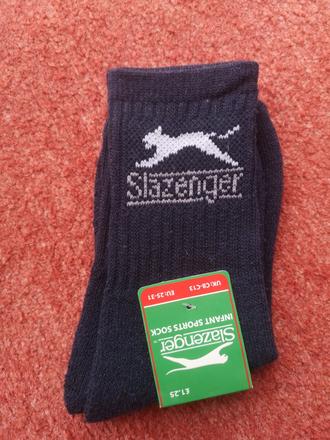 Slazenger
UK: C8-C13
EU: 25-31
INFANT SPORTS SOCK
Slazenger
£1.25